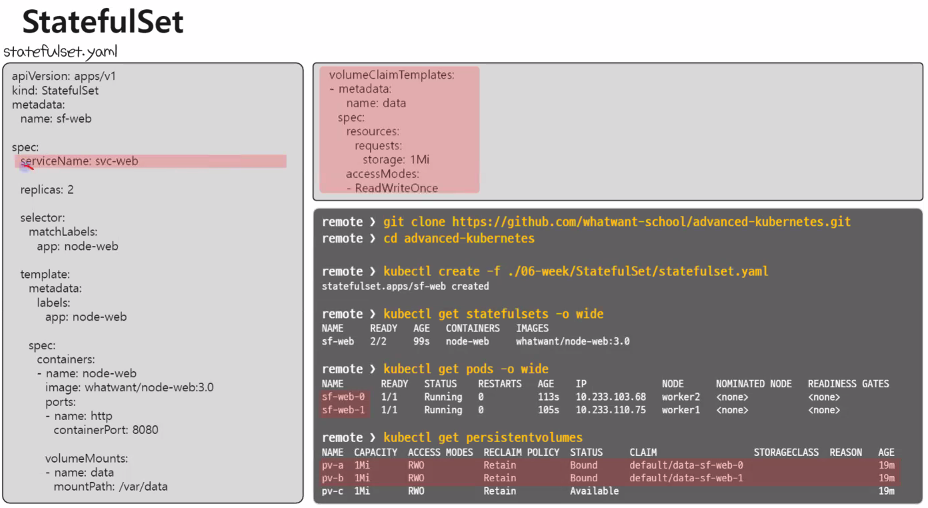 StatefulSet
statefulset.yaml
apiVersion: apps/v1
kind: StatefulSet
metadata:
name: sf-web
spec:
serviceName: svc-web
replicas: 2
selector:
matchLabels:
app: node-web
template:
metadata:
labels:
app: node-web
spec:
containers:
- name: node-web
image: whatwant/node-web:3.0
ports:
- name: http
containerPort: 8080
volumeMounts:
- name: data
mountPath: /var/data
volumeClaimTemplates:
- metadata:
name: data
spec:
resources:
requests:
storage: 1Mi
accessModes:
- ReadWriteOnce
remote ❯ git clone https://github.com/whatwant-school/advanced-kubernetes.git
remote ❯ cd advanced-kubernetes
remote ❯ kubectl create -f ./06-week/StatefulSet/statefulset.yaml
statefulset.apps/sf-web created
remote ❯ kubectl get statefulsets -o wide
NAME READY AGE CONTAINERS IMAGES
sf-web 2/2 99s node-web whatwant/node-web:3.0
remote ❯ kubectl get pods -o wide
NAME READY STATUS RESTARTS AGE IP NODE NOMINATED NODE READINESS GATES
sf-web-0 1/1 Running 0 113s 10.233.103.68 worker2 <none> <none>
sf-web-1 1/1 Running 0 105s 10.233.110.75 worker1 <none> <none>
remote ❯ kubectl get persistentvolumes
NAME CAPACITY ACCESS MODES RECLAIM POLICY STATUS CLAIM STORAGECLASS REASON AGE
pv-a 1Mi RWO Retain Bound default/data-sf-web-0 19m
pv-b 1Mi RWO Retain Bound default/data-sf-web-1 19m
pv-c 1Mi RWO Retain Available 19m